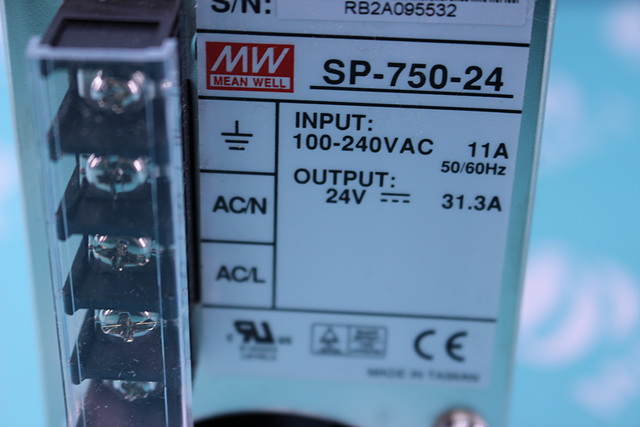 S/N:
RB2A095532
MW
MEAN WELL
SP-750-24
INPUT:
100-240VAC 11A
50/60Hz
OUTPUT:
24V 31.3A
AC/N
AC/L
CE
MADE IN TAIWAN